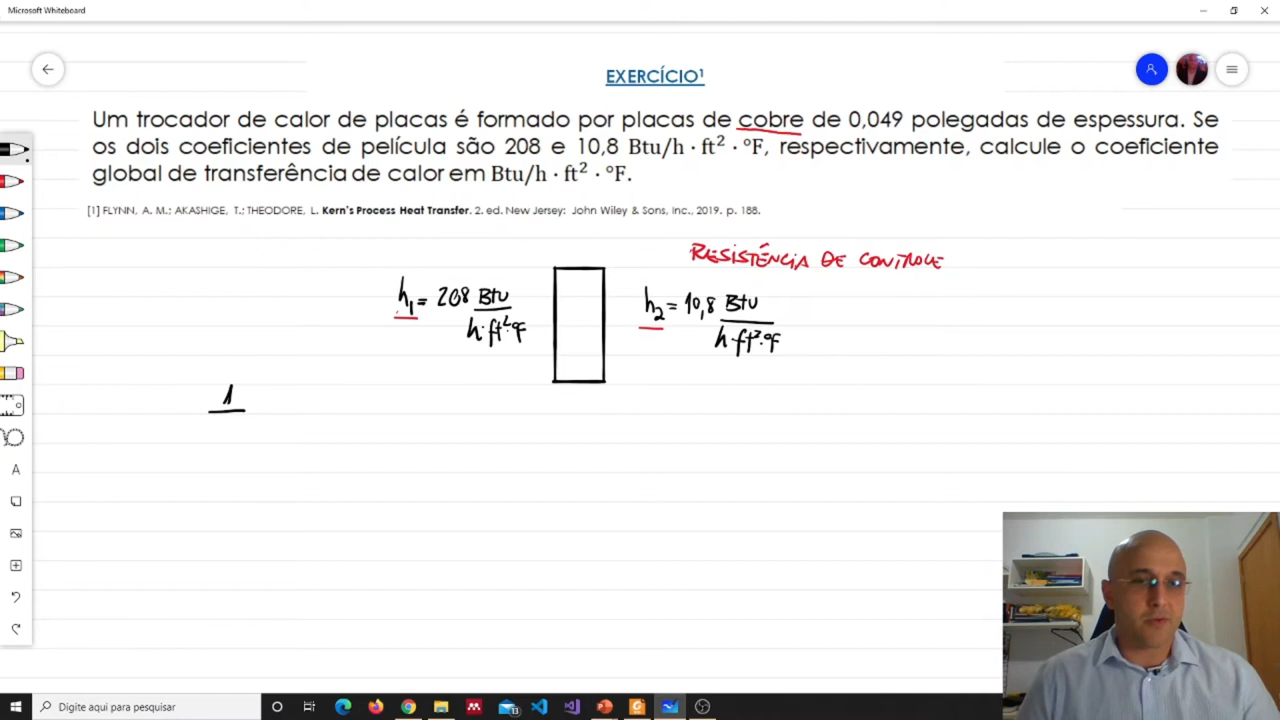 Microsoft Whiteboard
EXERCÍCIO¹
Um trocador de calor de placas é formado por placas de cobre de 0,049 polegadas de espessura. Se
os dois coeficientes de película são 208 e 10,8 Btu/h · ft² · °F, respectivamente, calcule o coeficiente
global de transferência de calor em Btu/h · ft² · °F.
[1] FLYNN, A. M.; AKASHIGE, T.; THEODORE, L. Kern's Process Heat Transfer. 2. ed. New Jersey: John Wiley & Sons, Inc., 2019. p. 188.
RESISTÊNCIA DE CONTROLE
h₁ = 208 Btu
h·ft²·°F
h₂ = 10,8 Btu
h·ft²·°F
1
A
Digite aqui para pesquisar
13